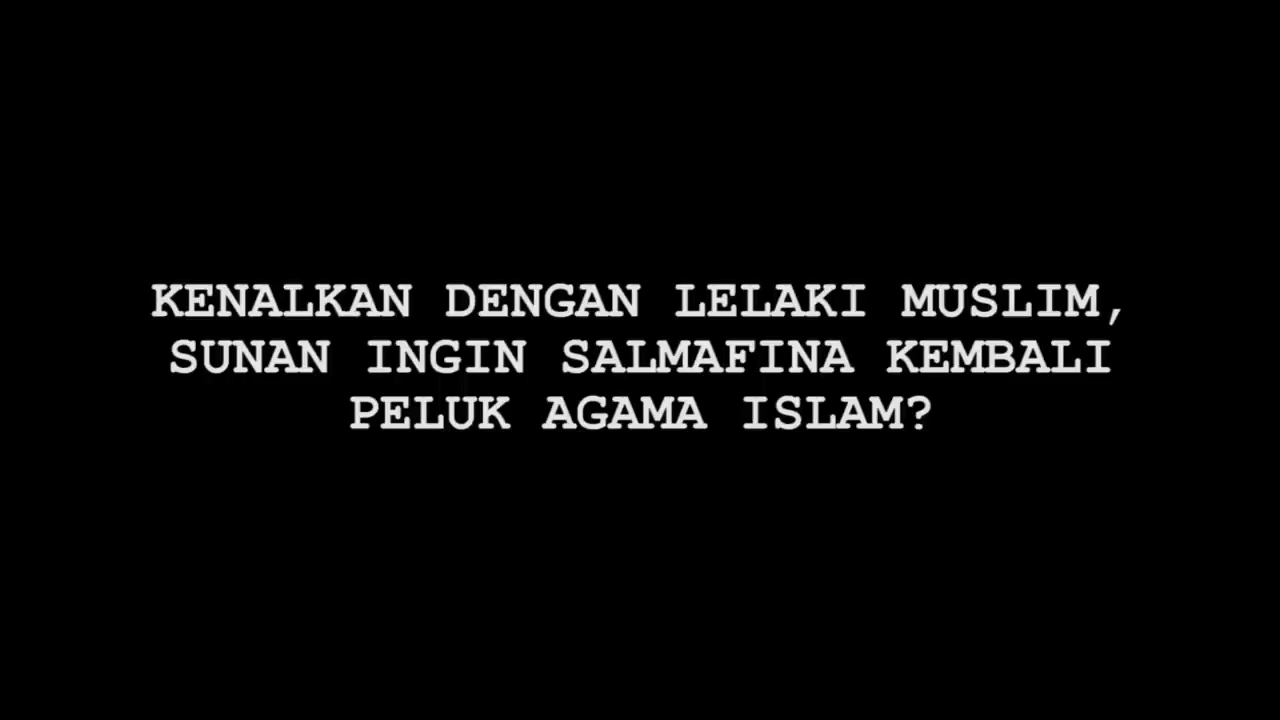 KENALKAN DENGAN LELAKI MUSLIM,
SUNAN INGIN SALMAFINA KEMBALI
PELUK AGAMA ISLAM?